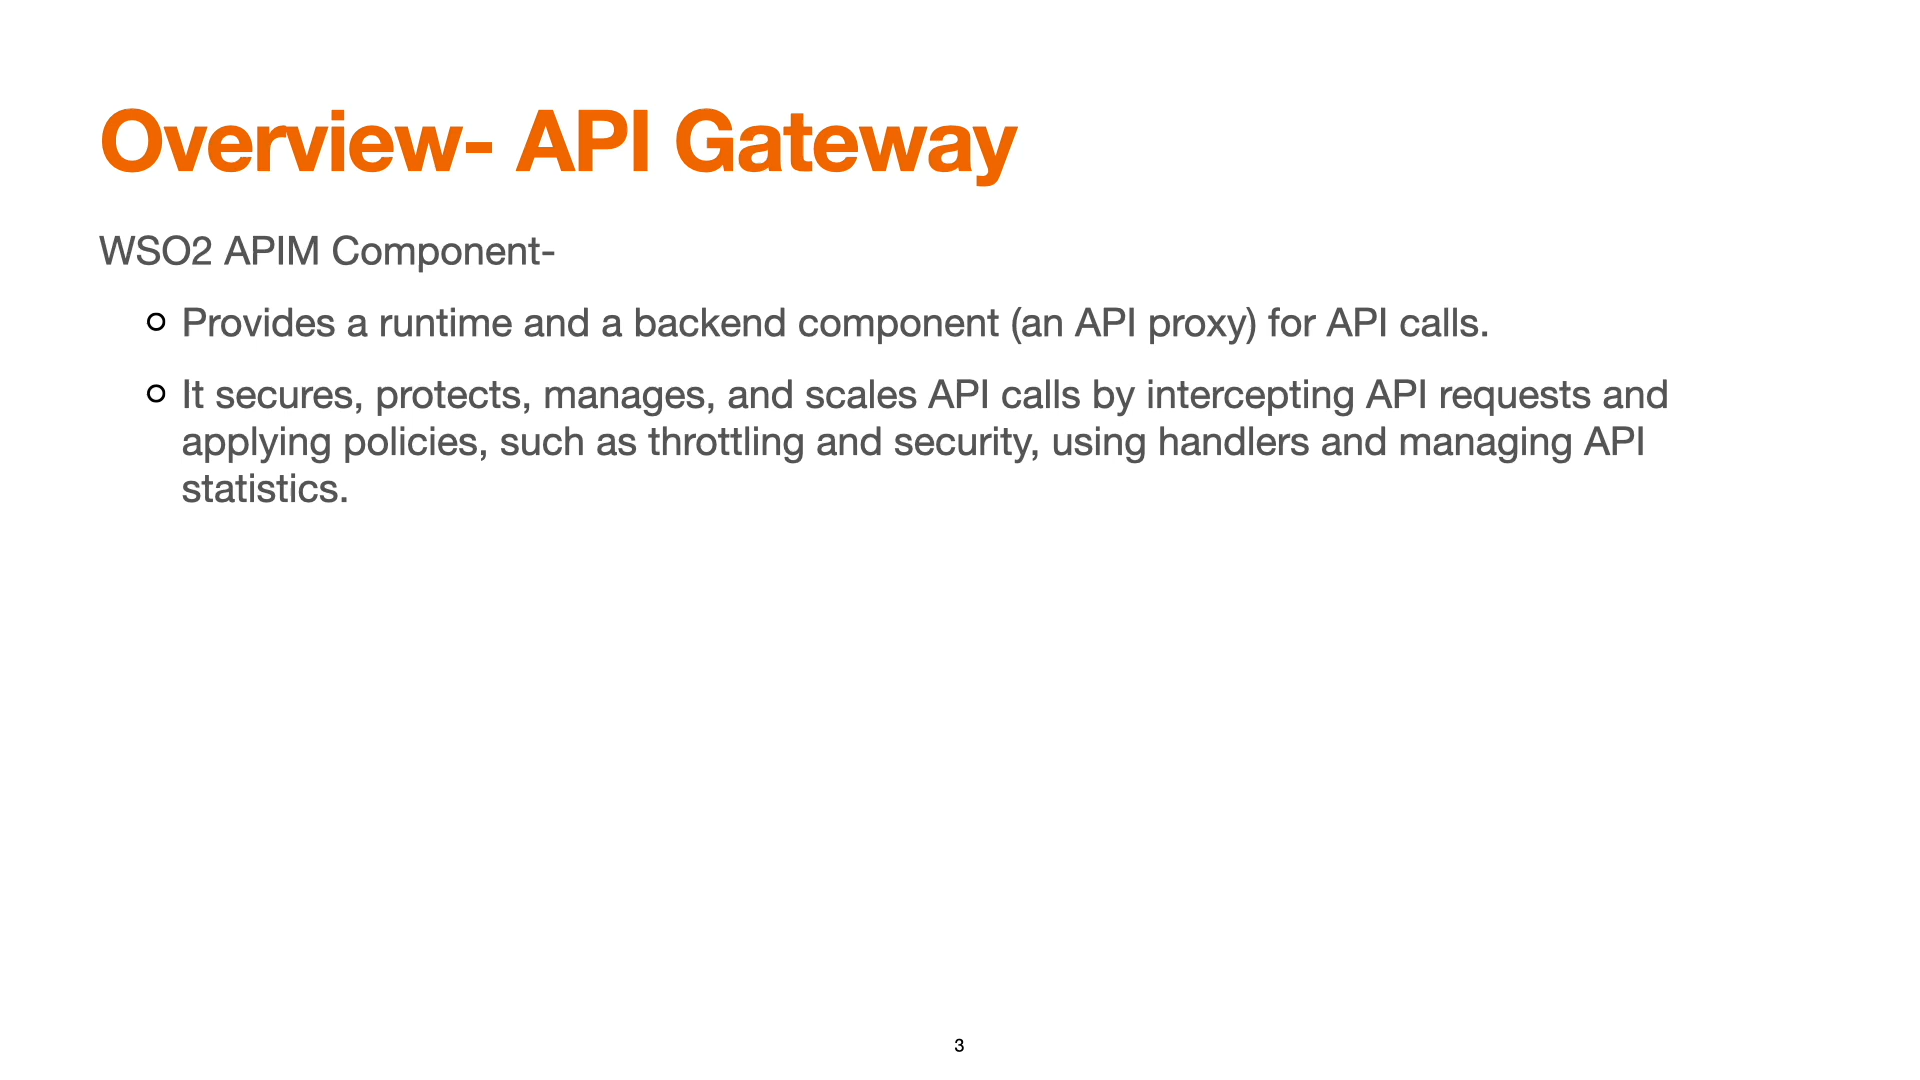 Overview- API Gateway
WSO2 APIM Component-
Provides a runtime and a backend component (an API proxy) for API calls.
It secures, protects, manages, and scales API calls by intercepting API requests and
applying policies, such as throttling and security, using handlers and managing API
statistics.
3